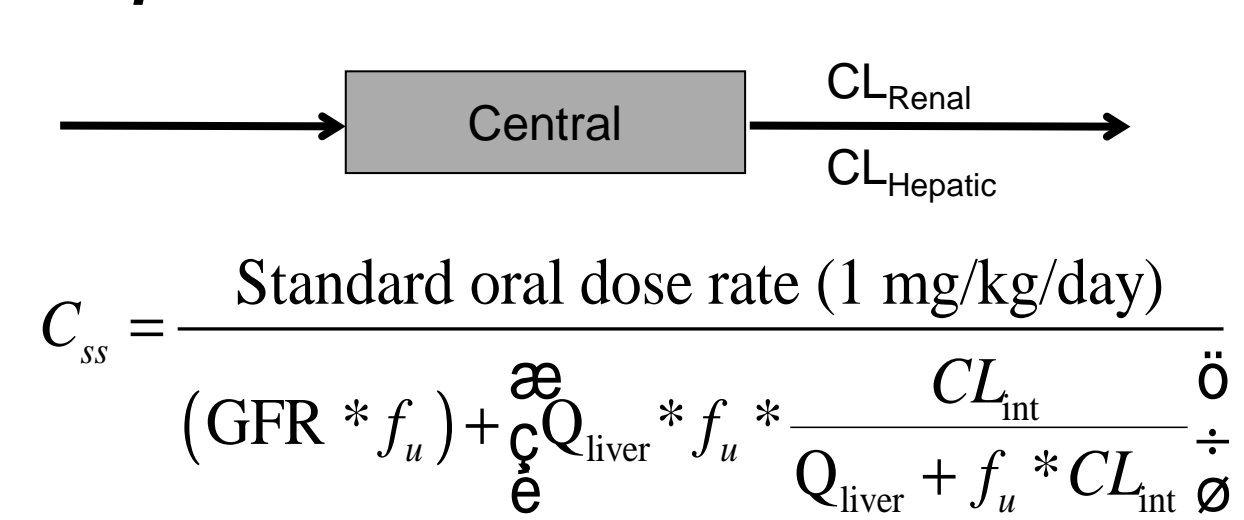 CL_Renal
Central
CL_Hepatic
Standard oral dose rate (1 mg/kg/day)
C_ss =
æ CL_int ö
(GFR * f_u) + ç Q_liver * f_u * ÷
è Q_liver + f_u * CL_int ø